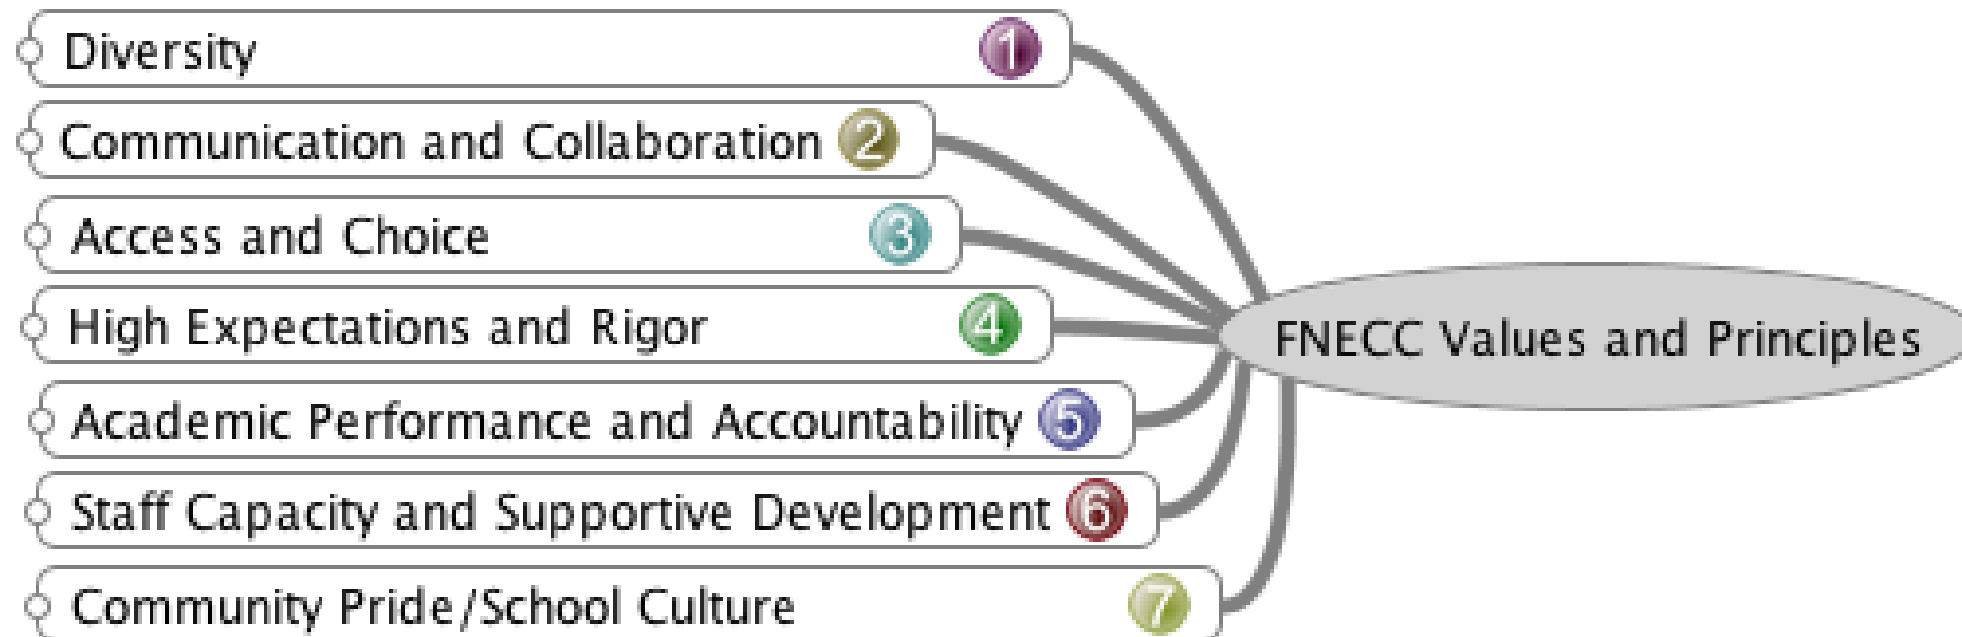 Diversity 1
Communication and Collaboration 2
Access and Choice 3
High Expectations and Rigor 4
Academic Performance and Accountability 5
Staff Capacity and Supportive Development 6
Community Pride/School Culture 7
FNECC Values and Principles